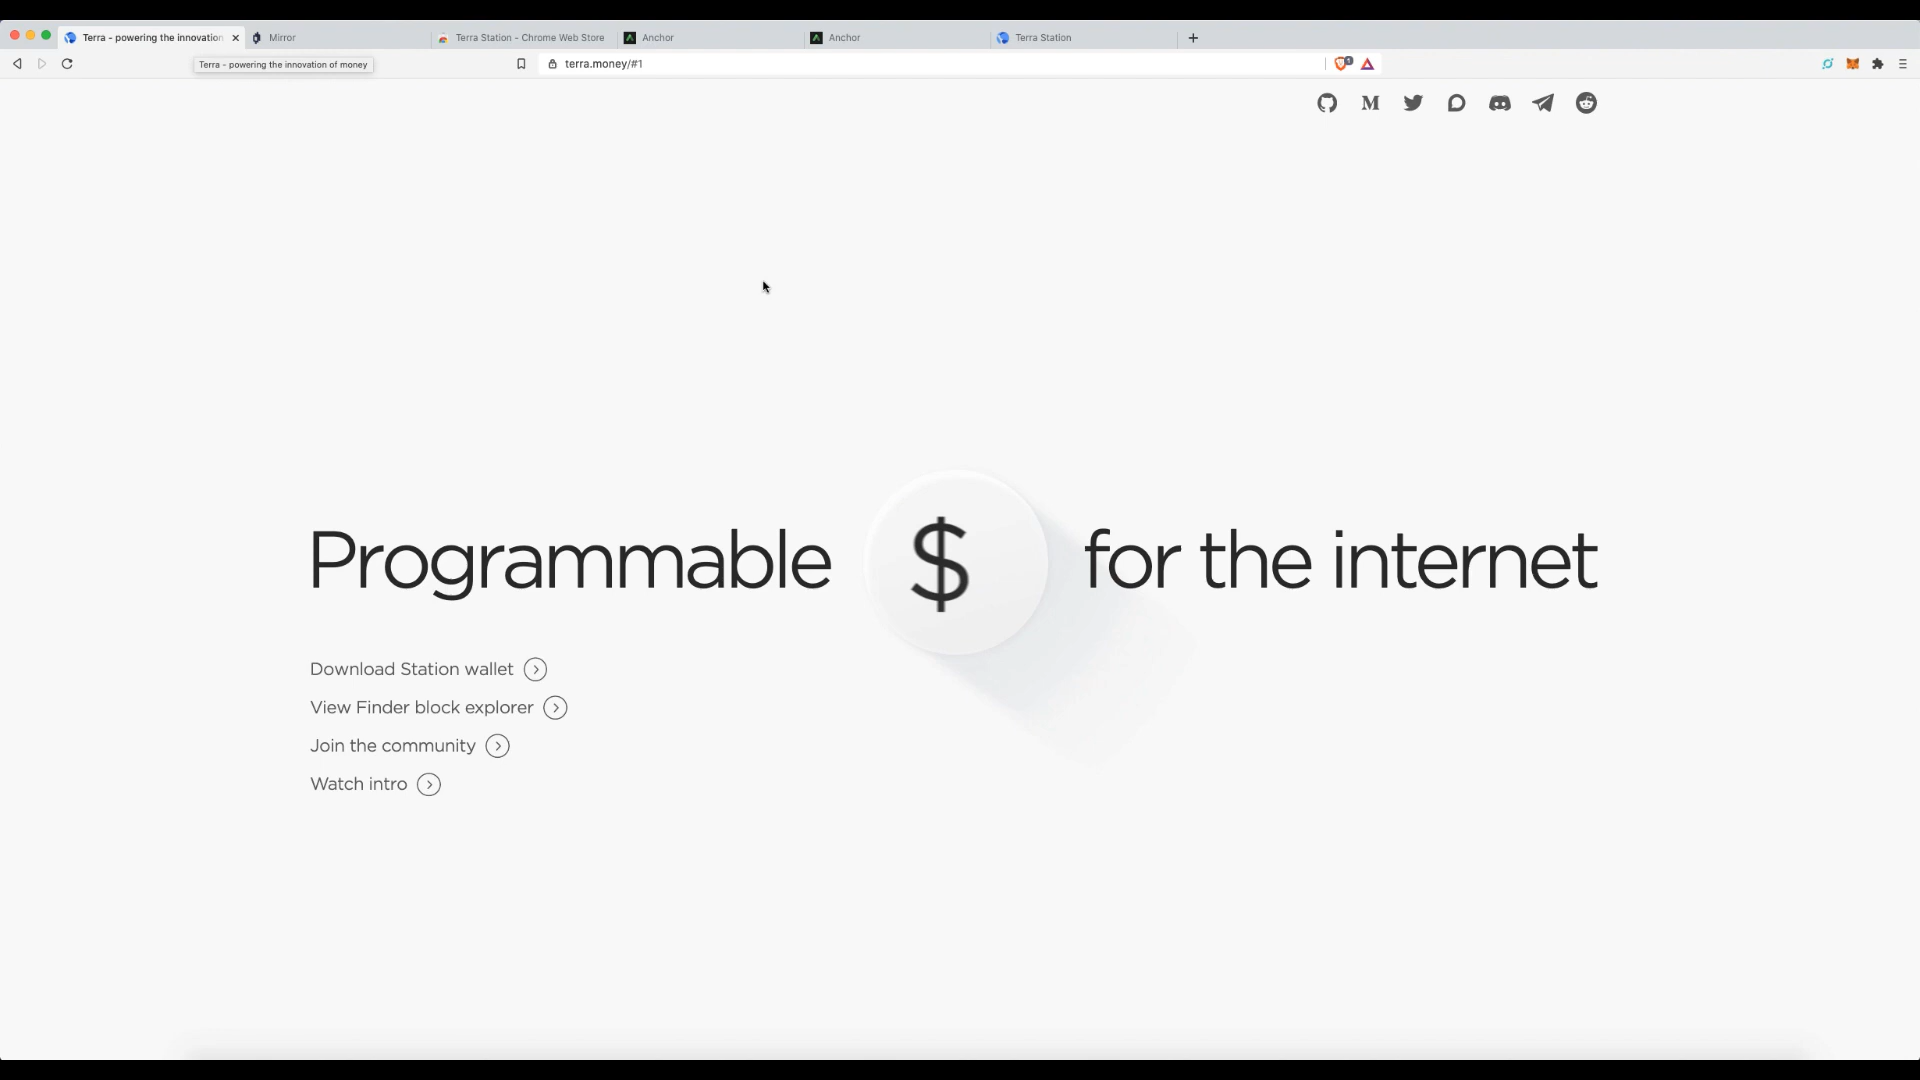 Terra - powering the innovation
Mirror
Terra Station - Chrome Web Store
Anchor
Anchor
Terra Station
Terra - powering the innovation of money
terra.money/#1
1
M
Programmable $ for the internet
Download Station wallet
View Finder block explorer
Join the community
Watch intro